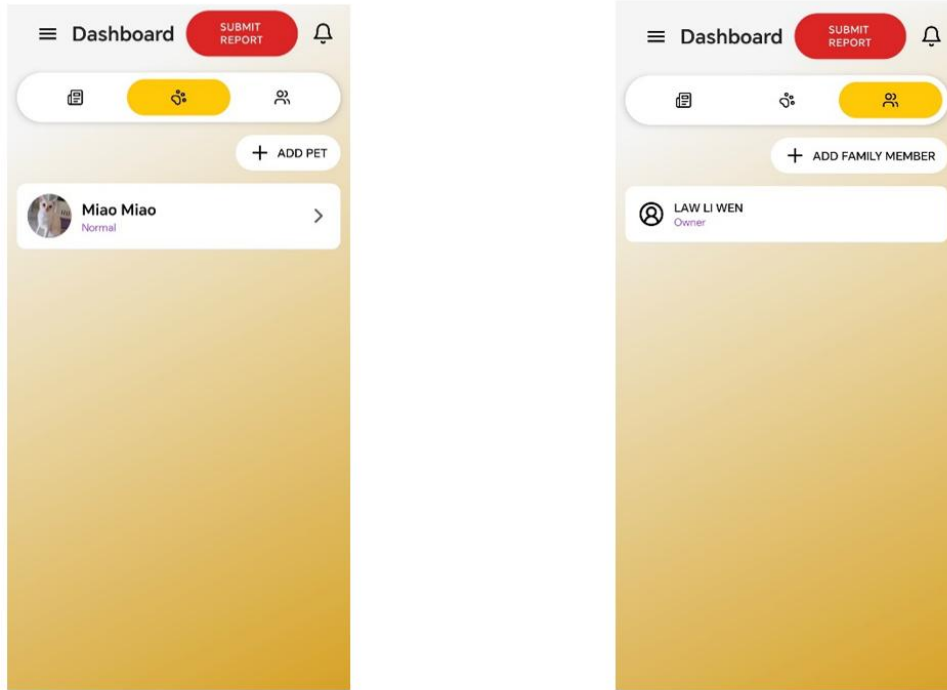 Dashboard
SUBMIT
REPORT
ADD PET
Miao Miao
Normal
Dashboard
SUBMIT
REPORT
ADD FAMILY MEMBER
LAW LI WEN
Owner